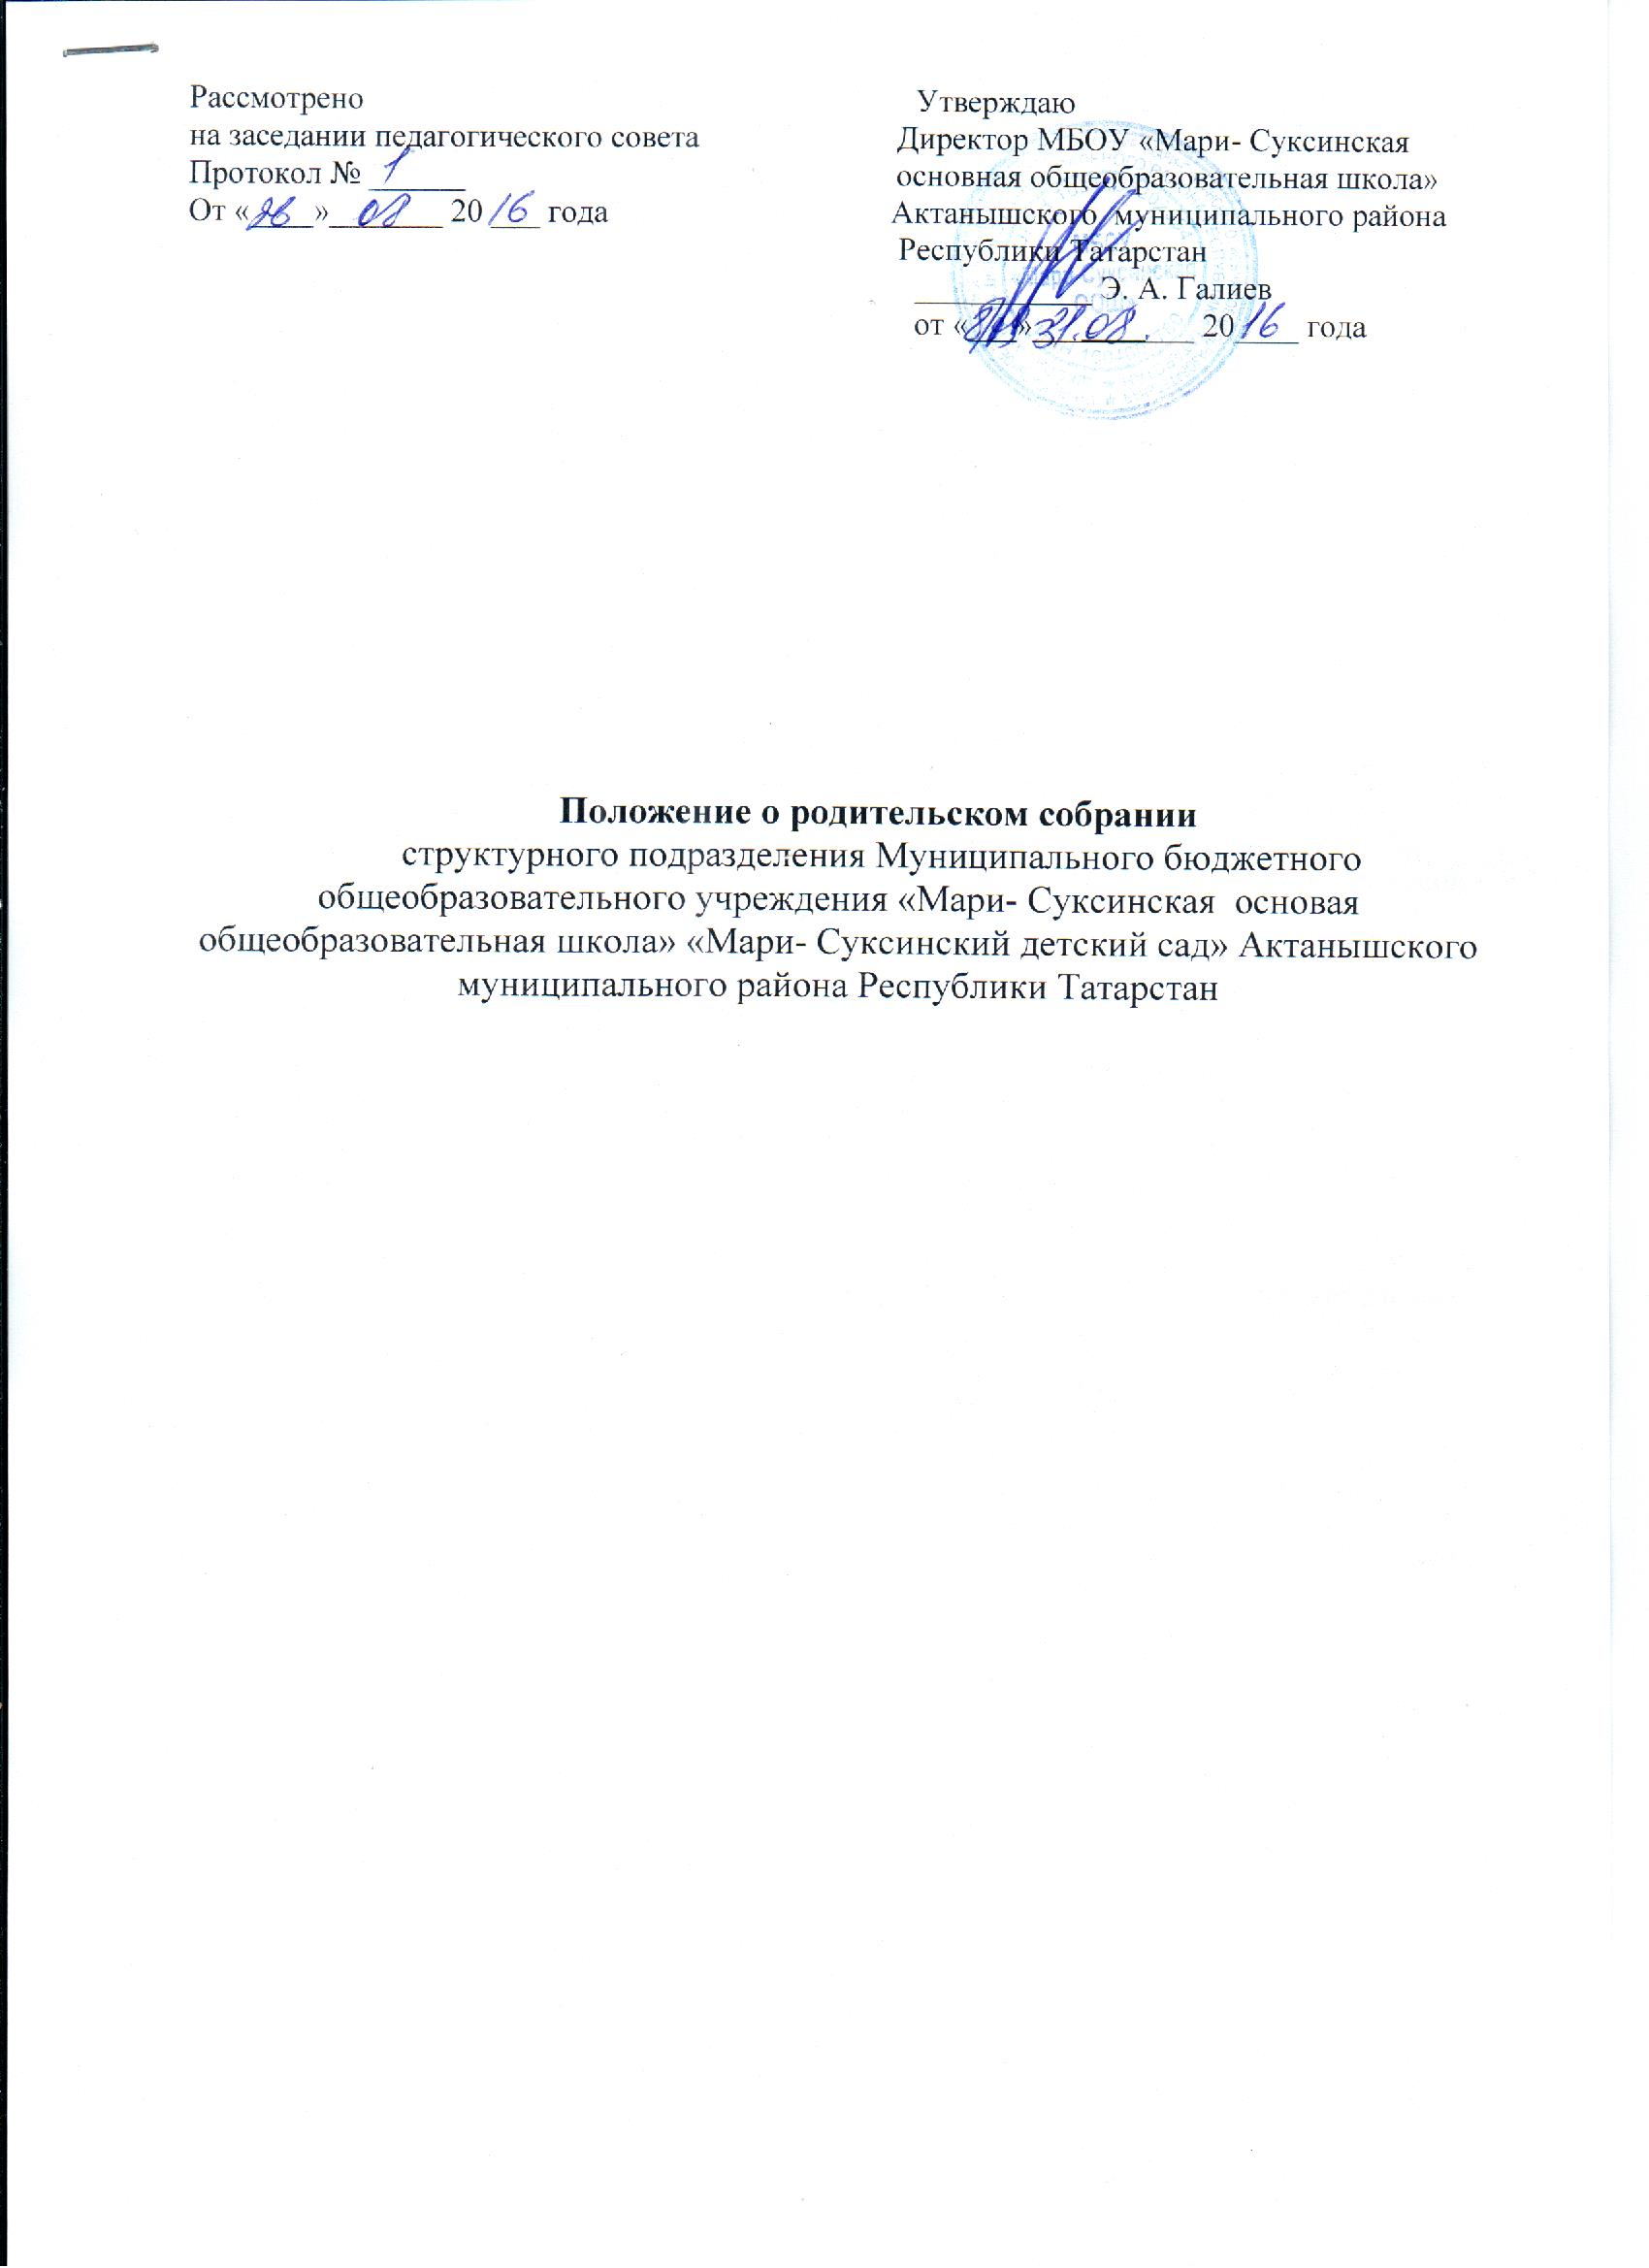 Рассмотрено
на заседании педагогического совета
Протокол № 1
От «26» 08 2016 года
Утверждаю
Директор МБОУ «Мари- Суксинская
основная общеобразовательная школа»
Актанышского муниципального района
Республики Татарстан
Э. А. Галиев
от « » 31.08. 2016 года
Положение о родительском собрании
структурного подразделения Муниципального бюджетного
общеобразовательного учреждения «Мари- Суксинская основая
общеобразовательная школа» «Мари- Суксинский детский сад» Актанышского
муниципального района Республики Татарстан